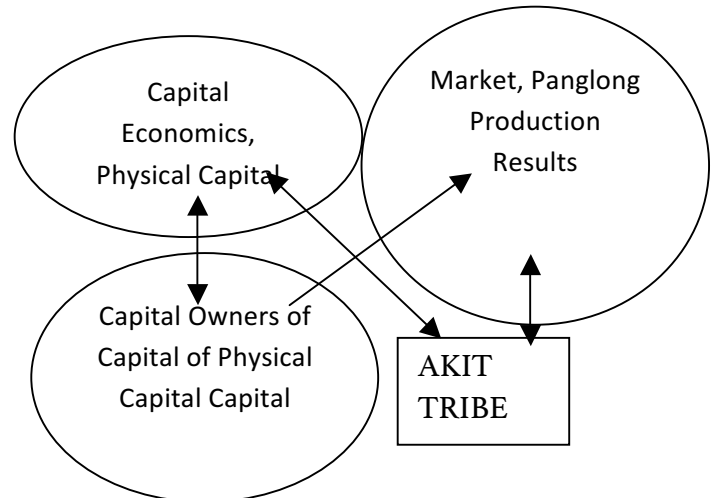 Capital
Economics,
Physical Capital
Market, Panglong
Production
Results
Capital Owners of
Capital of Physical
Capital Capital
AKIT
TRIBE